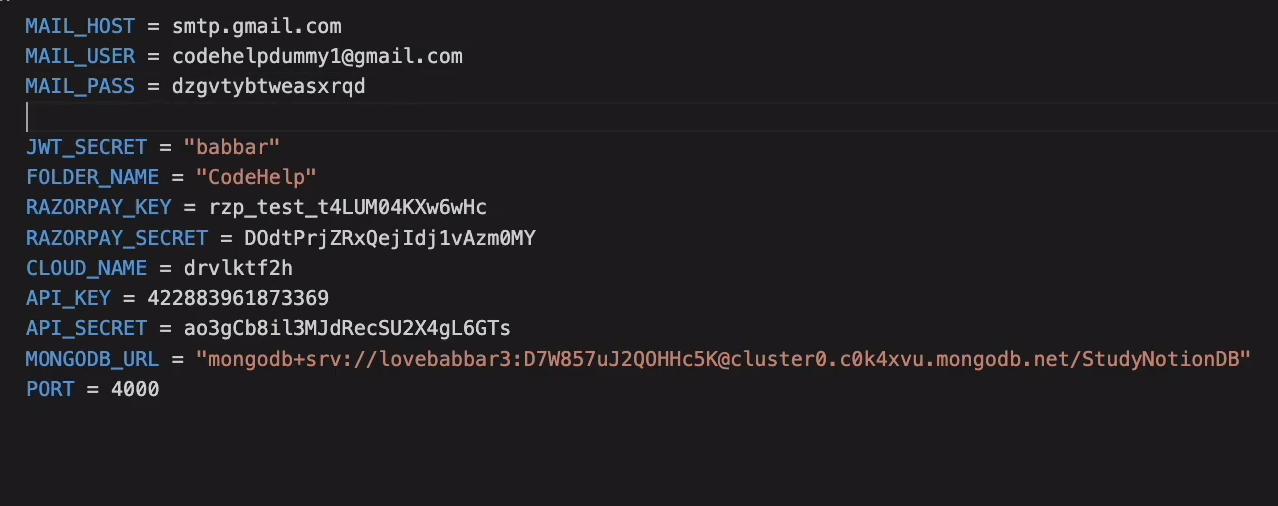 MAIL_HOST = smtp.gmail.com
MAIL_USER = codehelpdummy1@gmail.com
MAIL_PASS = dzgvtybtweasxrqd
JWT_SECRET = "babbar"
FOLDER_NAME = "CodeHelp"
RAZORPAY_KEY = rzp_test_t4LUM04KXw6wHc
RAZORPAY_SECRET = DOdtPrjZRxQejIdj1vAzm0MY
CLOUD_NAME = drvlktf2h
API_KEY = 422883961873369
API_SECRET = ao3gCb8il3MJdRecSU2X4gL6GTs
MONGODB_URL = "mongodb+srv://lovebabbar3:D7W857uJ2QOHHc5K@cluster0.c0k4xvu.mongodb.net/StudyNotionDB"
PORT = 4000